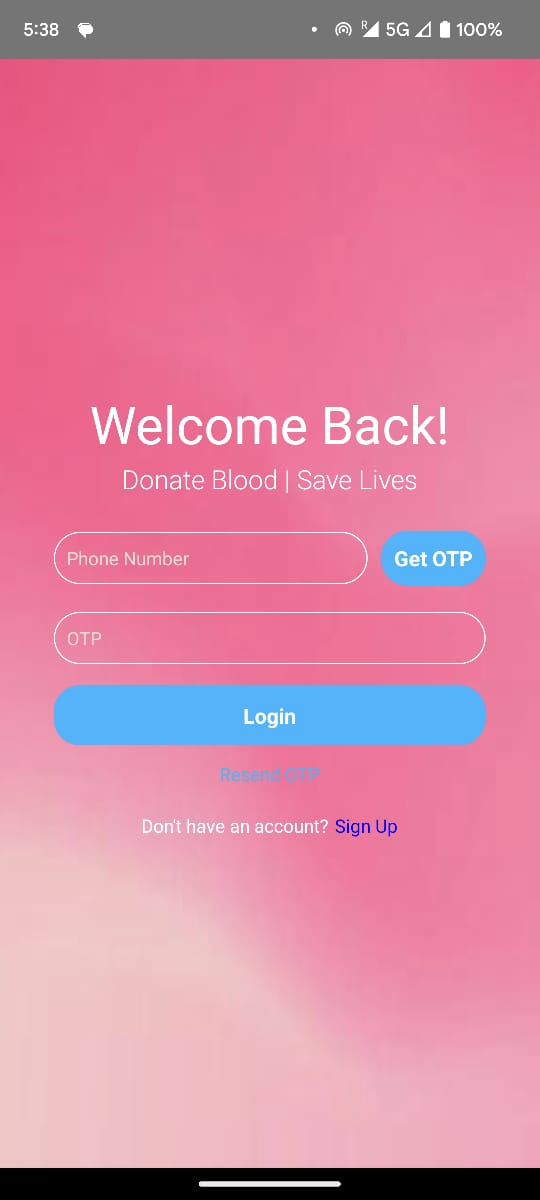 5:38 R 5G 100%
Welcome Back!
Donate Blood | Save Lives
Phone Number Get OTP
OTP
Login
Resend OTP
Don't have an account? Sign Up